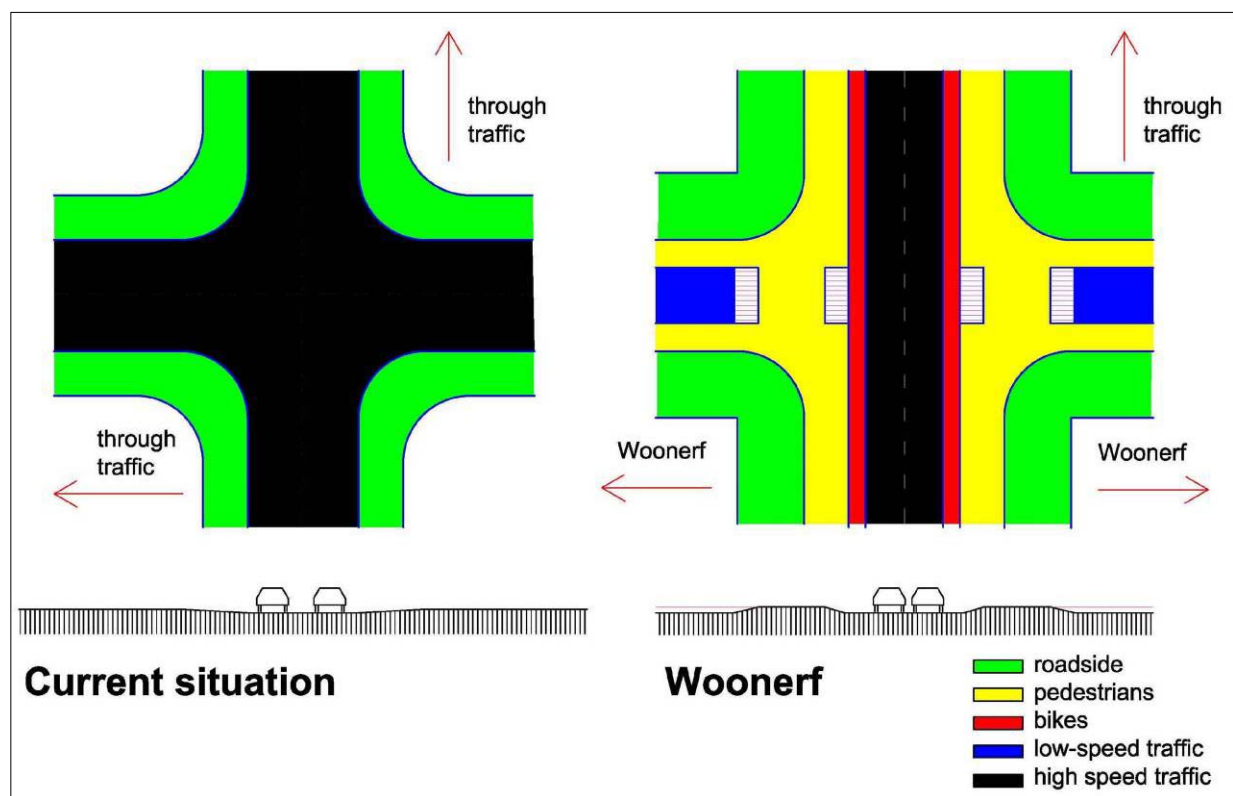 through
traffic
through
traffic
Current situation
through
traffic
Woonerf
Woonerf
Woonerf
roadside
pedestrians
bikes
low-speed traffic
high speed traffic